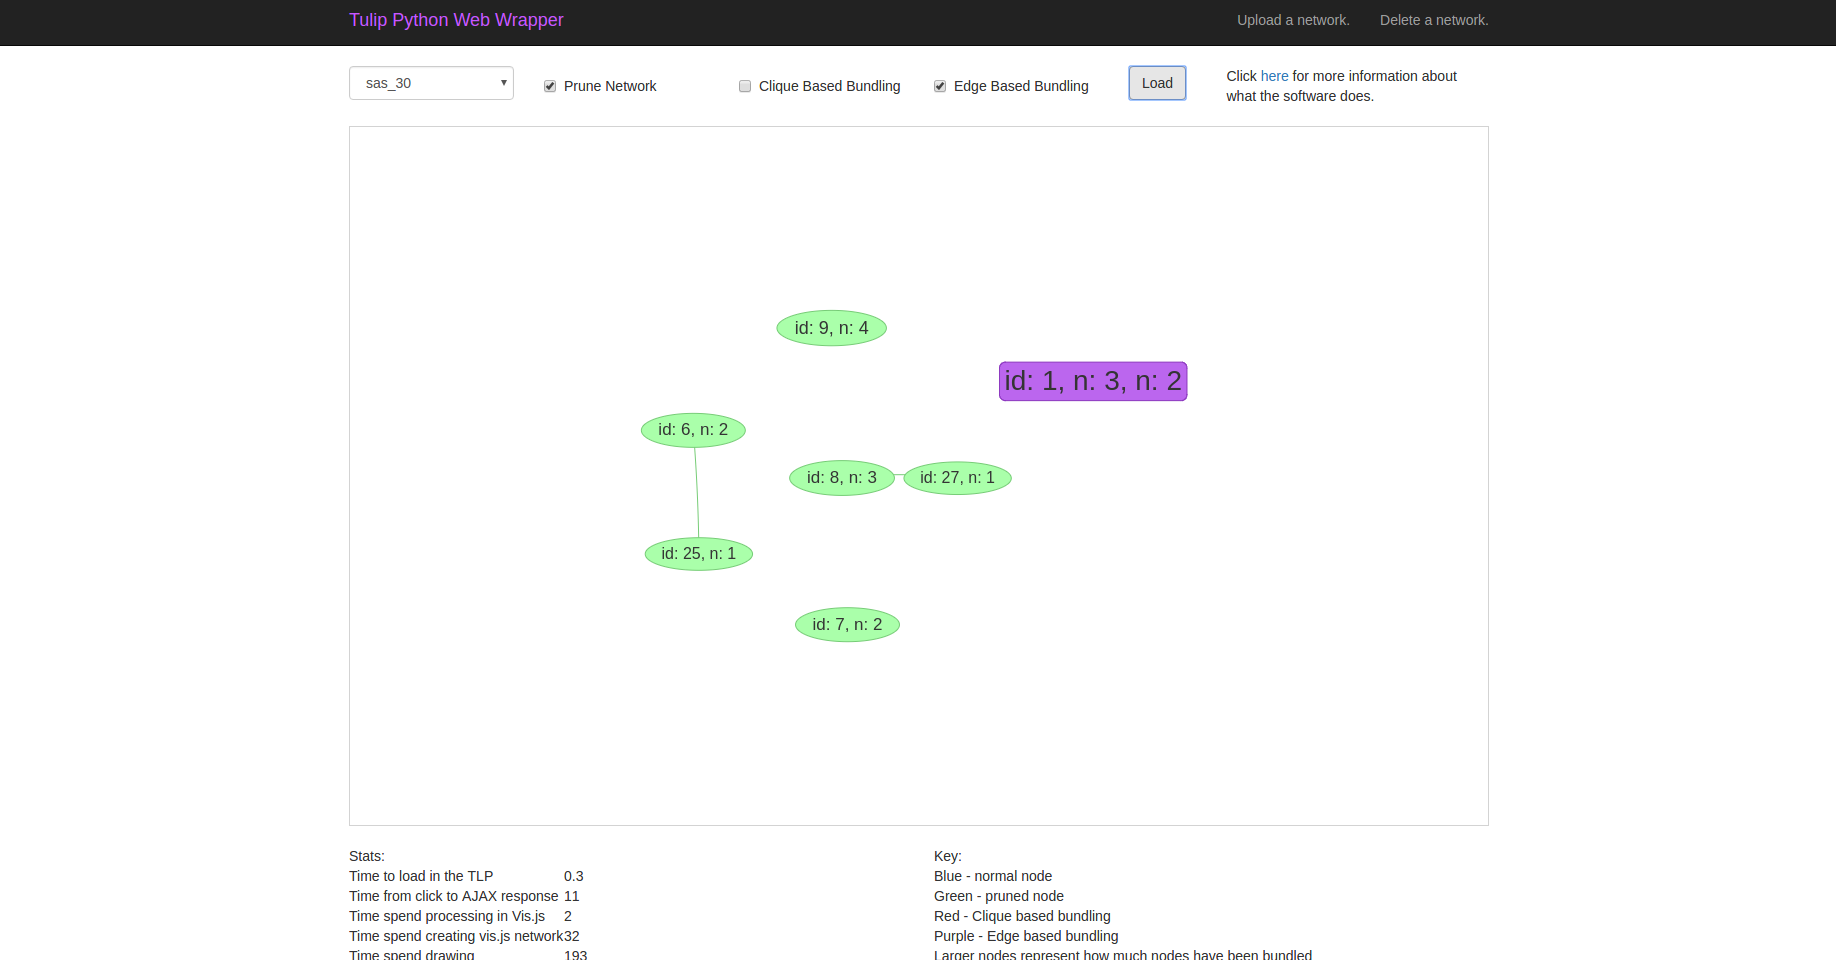 Tulip Python Web Wrapper
Upload a network. Delete a network.
sas_30
Prune Network
Clique Based Bundling
Edge Based Bundling
Load
Click here for more information about
what the software does.
id: 9, n: 4
id: 1, n: 3, n: 2
id: 6, n: 2
id: 8, n: 3
id: 27, n: 1
id: 25, n: 1
id: 7, n: 2
Stats:
Time to load in the TLP 0.3
Time from click to AJAX response 11
Time spend processing in Vis.js 2
Time spend creating vis.js network 32
Time spend drawing 193
Key:
Blue - normal node
Green - pruned node
Red - Clique based bundling
Purple - Edge based bundling
Larger nodes represent how much nodes have been bundled